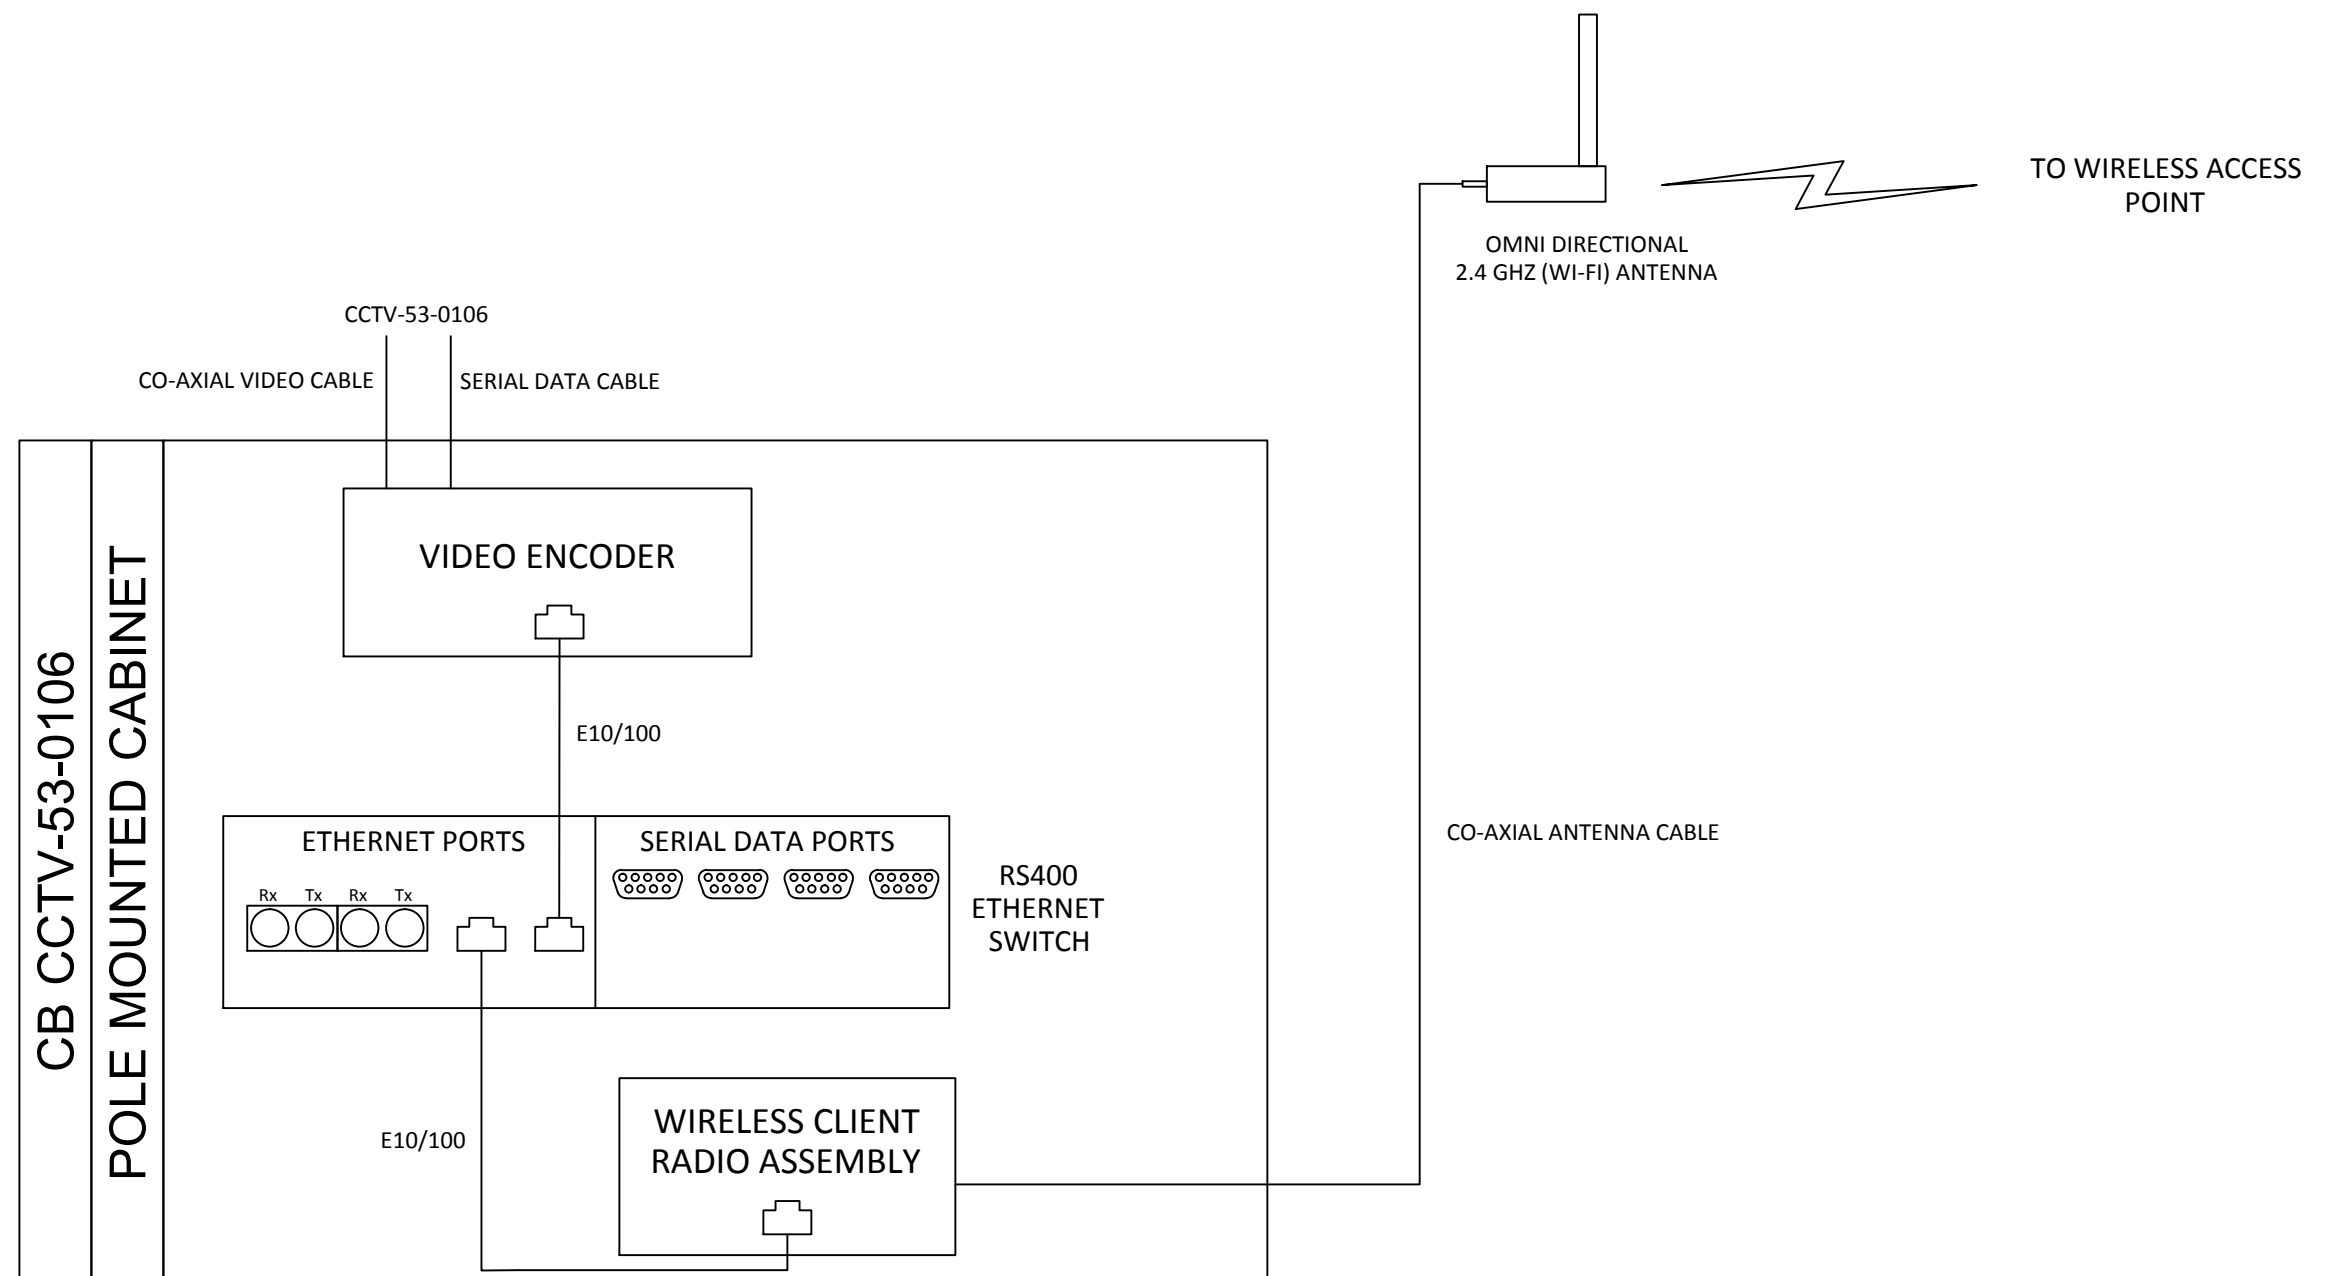 TO WIRELESS ACCESS
POINT
OMNI DIRECTIONAL
2.4 GHZ (WI-FI) ANTENNA
CCTV-53-0106
CO-AXIAL VIDEO CABLE
SERIAL DATA CABLE
CB CCTV-53-0106
POLE MOUNTED CABINET
VIDEO ENCODER
E10/100
ETHERNET PORTS
SERIAL DATA PORTS
Rx Tx Rx Tx
RS400
ETHERNET
SWITCH
CO-AXIAL ANTENNA CABLE
E10/100
WIRELESS CLIENT
RADIO ASSEMBLY